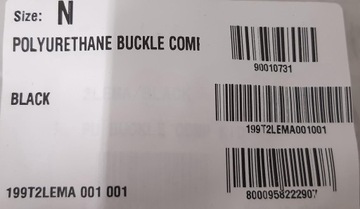 Size: N
POLYURETHANE BUCKLE COMI
90010731
BLACK
199T2LEMA001001
199T2LEMA 001 001
8000958222907